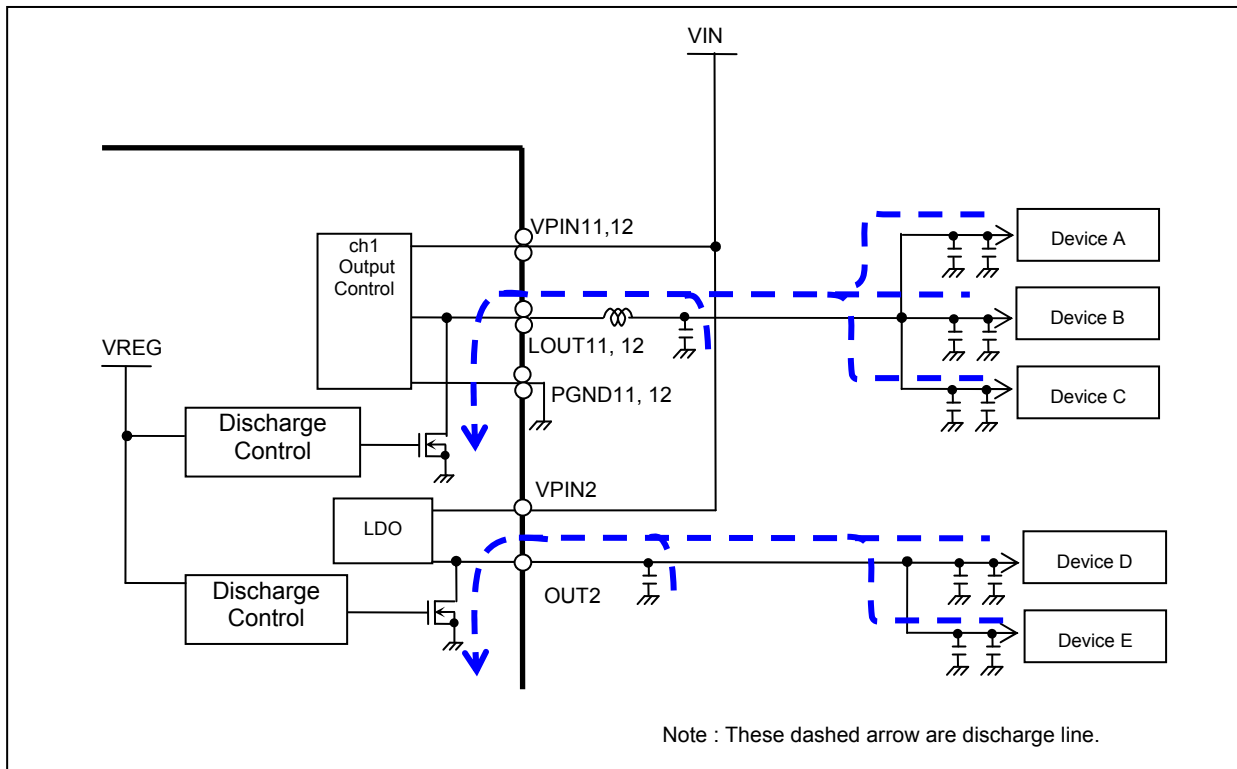 VIN
VPIN11,12
ch1
Output
Control
Device A
Device B
LOUT11, 12
VREG
PGND11, 12
Device C
Discharge
Control
VPIN2
LDO
Device D
OUT2
Discharge
Control
Device E
Note : These dashed arrow are discharge line.